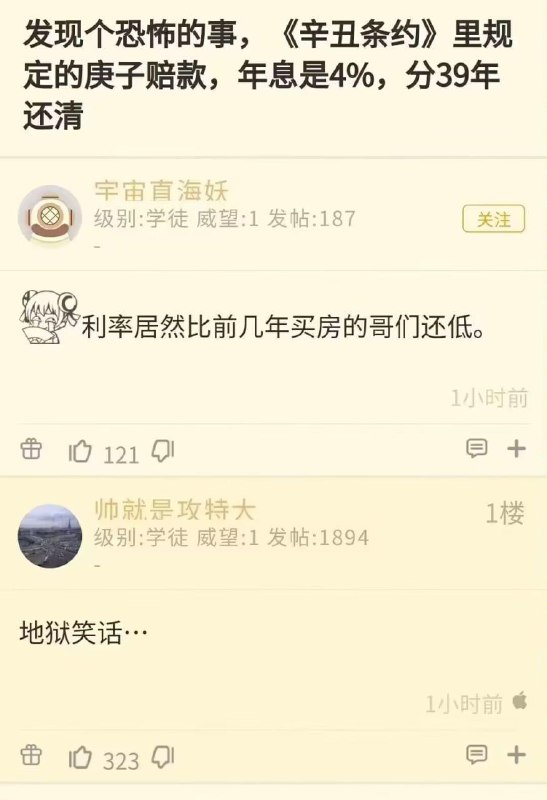 发现个恐怖的事，《辛丑条约》里规
定的庚子赔款，年息是4%，分39年
还清
宇宙直海妖
级别:学徒 威望:1 发帖:187
关注
-
利率居然比前几年买房的哥们还低。
1小时前
121
帅就是攻特大
1楼
级别:学徒 威望:1 发帖:1894
-
地狱笑话…
1小时前
323